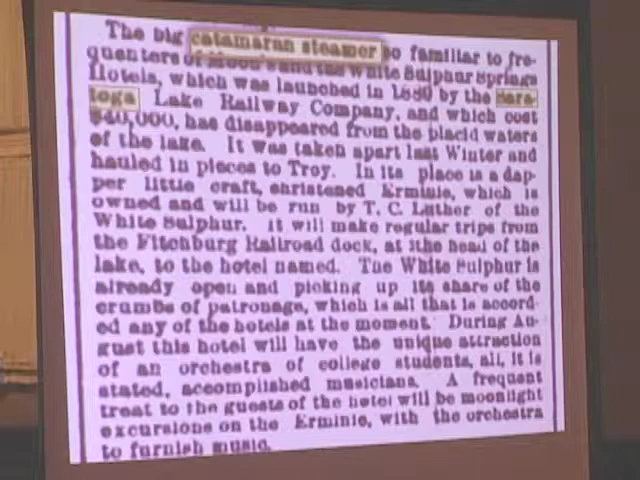 The big catamaran steamer so familiar to fre-
quenters of Moon's and the White Sulphur Springs
Hotels, which was launched in 1880 by the Sara-
toga Lake Railway Company, and which cost
$40,000, has disappeared from the placid waters
of the lake. It was taken apart last Winter and
hauled in pieces to Troy. In its place is a dap-
per little craft, christened Erminie, which is
owned and will be run by T. C. Luther of the
White Sulphur. It will make regular trips from
the Fitchburg Railroad dock, at the head of the
lake, to the hotel named. The White Sulphur is
already open and picking up its share of the
crumbs of patronage, which is all that is accord-
ed any of the hotels at the moment. During Au-
gust this hotel will have the unique attraction
of an orchestra of college students, all, it is
stated, accomplished musicians. A frequent
treat to the guests of the hotel will be moonlight
excursions on the Erminie, with the orchestra
to furnish music.